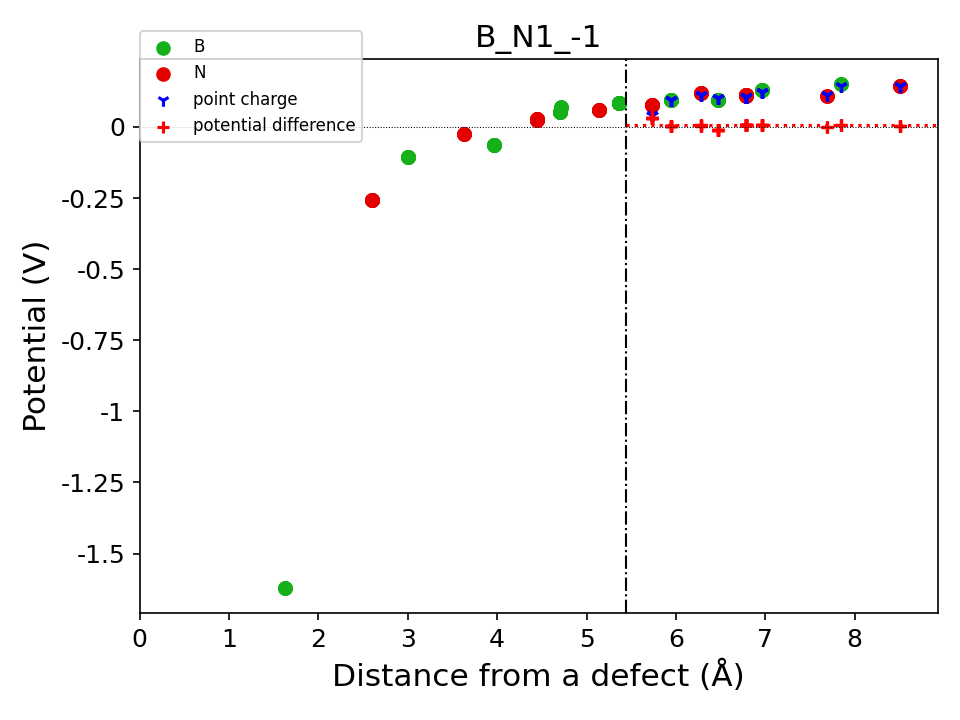 B_N1_-1
B
N
point charge
potential difference
Potential (V)
0
-0.25
-0.5
-0.75
-1
-1.25
-1.5
0 1 2 3 4 5 6 7 8
Distance from a defect (Å)